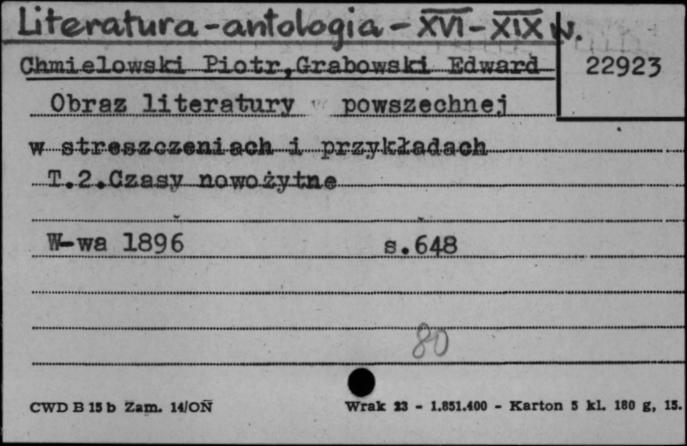 Literatura-antologia-XVI-XIX w.
Chmielowski Piotr,Grabowski Edward
22923
Obraz literatury powszechnej
w streszczeniach i przykładach
T.2.Czasy nowożytne
W-wa 1896 s.648
80
CWD B 15 b Zam. 14/OŃ Wrak 23 - 1.851.400 - Karton 5 kl. 180 g, 15.